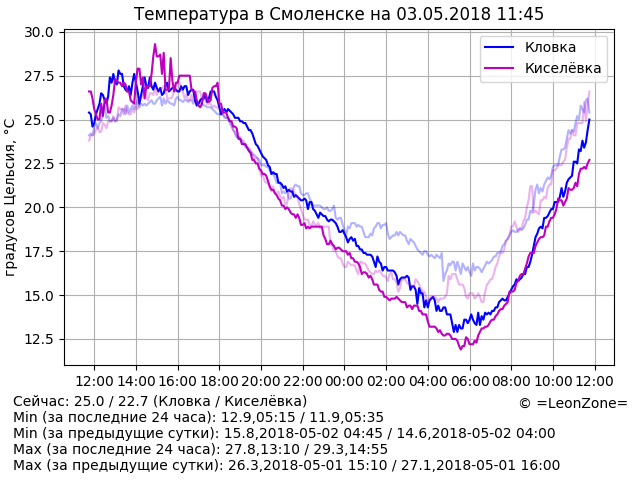 Температура в Смоленске на 03.05.2018 11:45
градусов Цельсия, °C
30.0
27.5
25.0
22.5
20.0
17.5
15.0
12.5
Кловка
Киселёвка
12:00 14:00 16:00 18:00 20:00 22:00 00:00 02:00 04:00 06:00 08:00 10:00 12:00
Сейчас: 25.0 / 22.7 (Кловка / Киселёвка)
© =LeonZone=
Min (за последние 24 часа): 12.9,05:15 / 11.9,05:35
Min (за предыдущие сутки): 15.8,2018-05-02 04:45 / 14.6,2018-05-02 04:00
Max (за последние 24 часа): 27.8,13:10 / 29.3,14:55
Max (за предыдущие сутки): 26.3,2018-05-01 15:10 / 27.1,2018-05-01 16:00